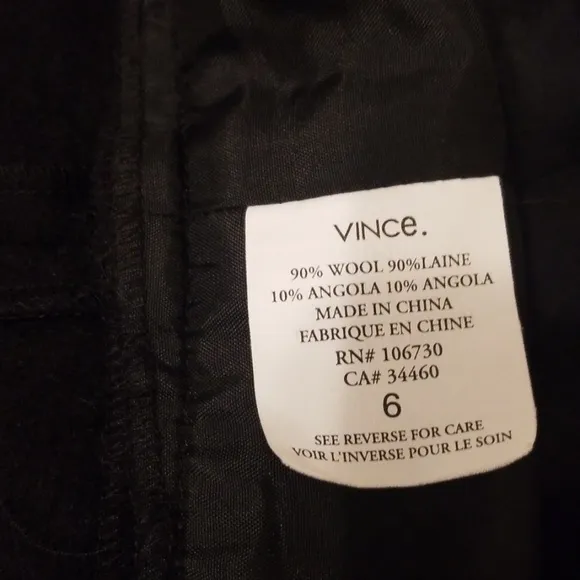 VINCe.
90% WOOL 90%LAINE
10% ANGOLA 10% ANGOLA
MADE IN CHINA
FABRIQUE EN CHINE
RN# 106730
CA# 34460
6
SEE REVERSE FOR CARE
VOIR L'INVERSE POUR LE SOIN